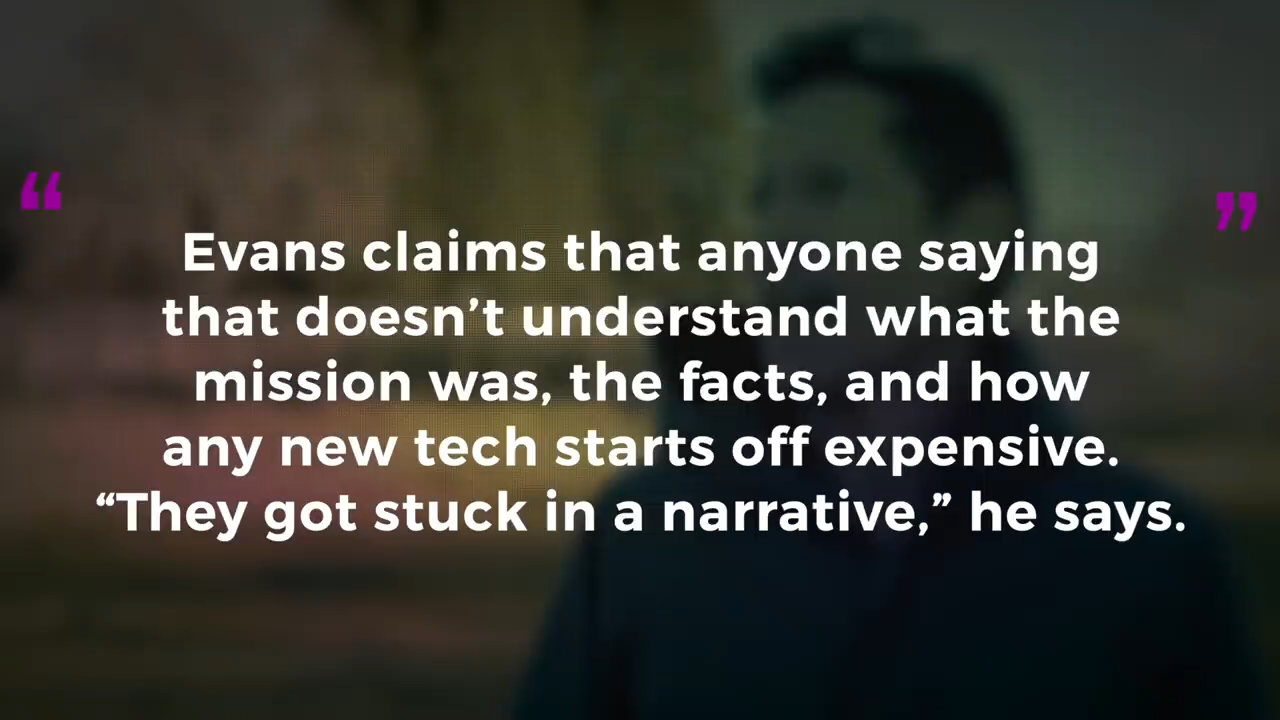 “ ”
Evans claims that anyone saying
that doesn’t understand what the
mission was, the facts, and how
any new tech starts off expensive.
“They got stuck in a narrative,” he says.